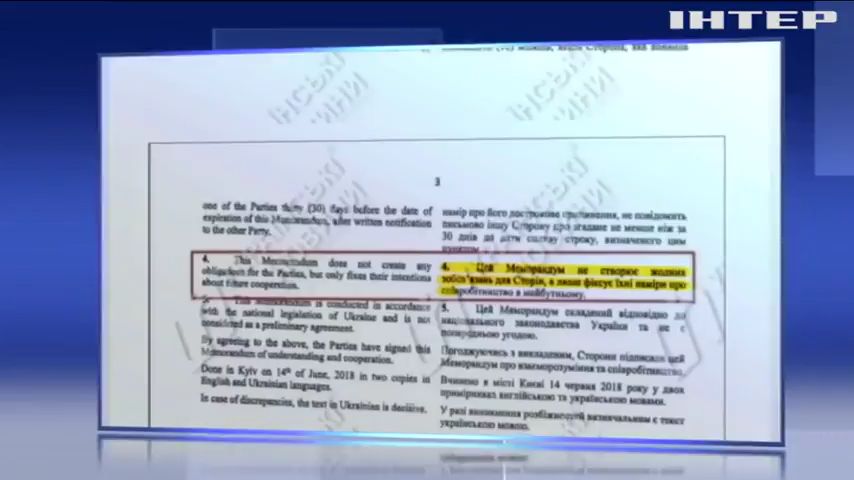 ІНТЕР
3
one of the Parties thirty (30) days before the date of
expiration of this Memorandum, after written notification
to the other Party.
4. This Memorandum does not create any
obligations for the Parties, but only fixes their intentions
about future cooperation.
5. This Memorandum is conducted in accordance
with the national legislation of Ukraine and is not
considered as a preliminary agreement.
By agreeing to the above, the Parties have signed this
Memorandum of understanding and cooperation.
Done in Kyiv on 14th of June, 2018 in two copies in
English and Ukrainian languages.
In case of discrepancies, the text in Ukrainian is decisive.
намір про його дострокове припинення, не повідомить
письмово іншу Сторону про згадане не менше ніж за
30 днів до дати спливу строку, визначеного цим
пунктом
4. Цей Меморандум не створює жодних
зобов'язань для Сторін, а лише фіксує їхні наміри про
співробітництво в майбутньому.
5. Цей Меморандум складений відповідно до
національного законодавства України та не є
попередньою угодою.
Погоджуючись з викладеним, Сторони підписали цей
Меморандум про взаєморозуміння та співробітництво.
Вчинено в місті Києві 14 червня 2018 року у двох
примірниках англійською та українською мовами.
У разі виникнення розбіжностей визначальним є текст
українською мовою.